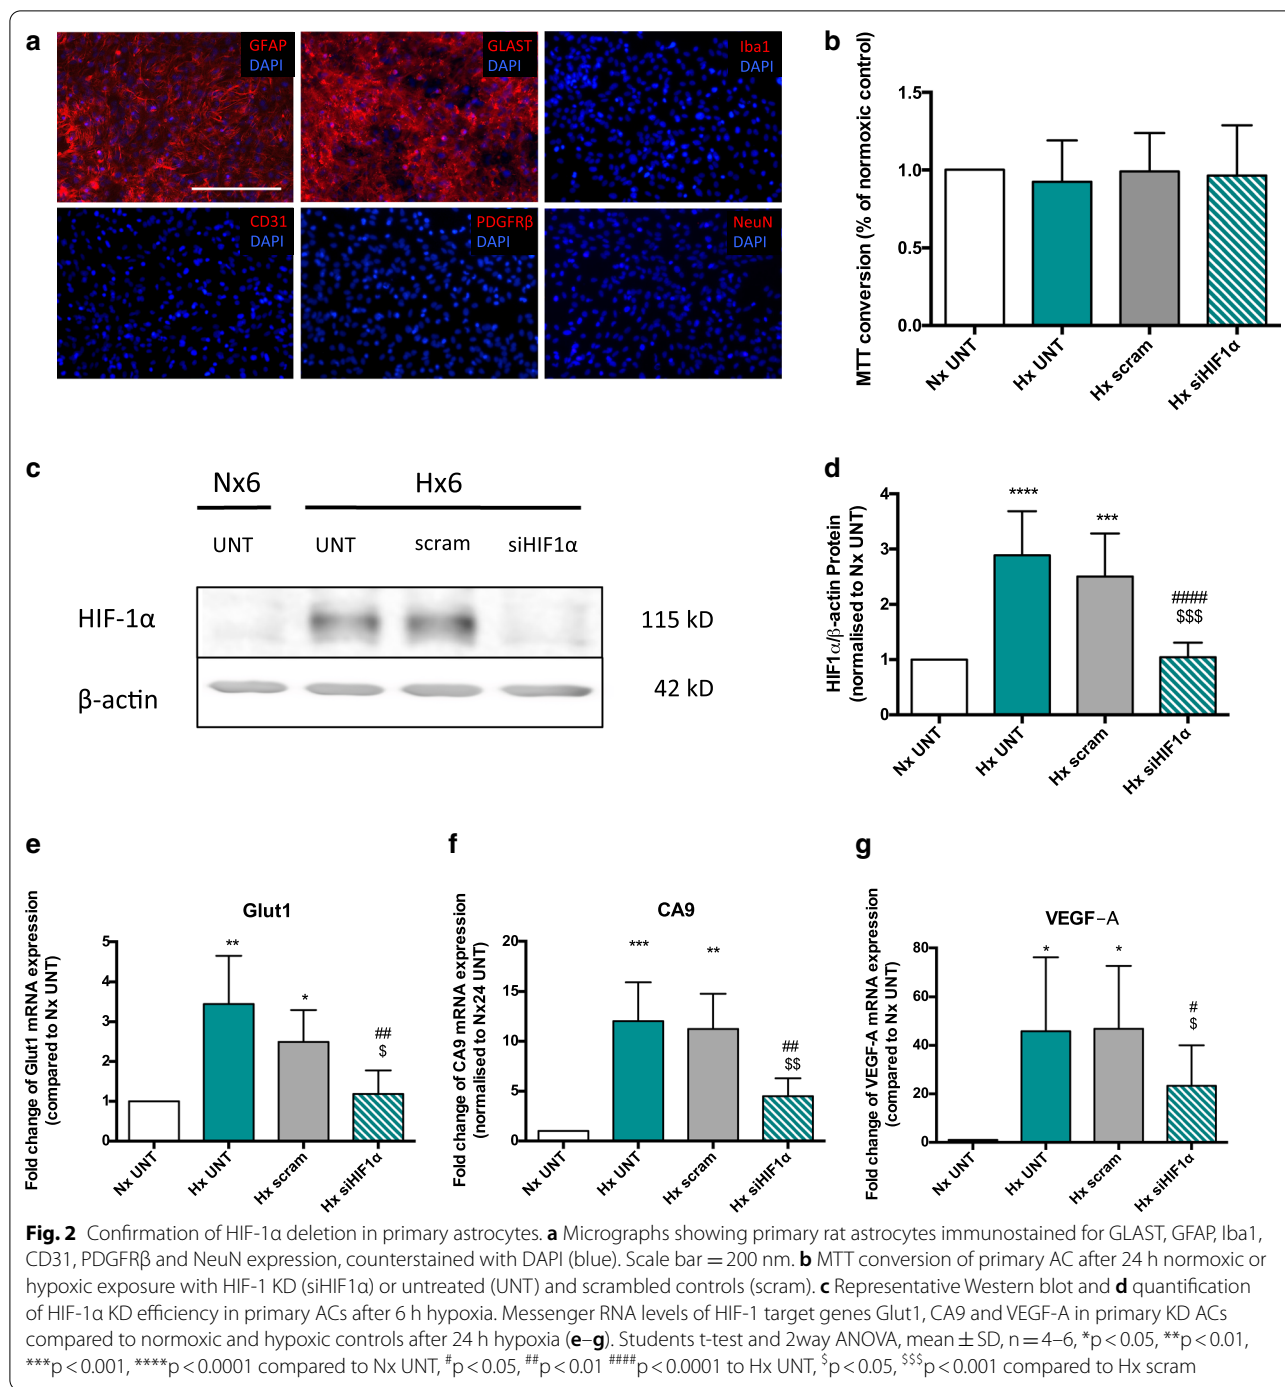 a
GFAP
DAPI
GLAST
DAPI
Iba1
DAPI
CD31
DAPI
PDGFRβ
DAPI
NeuN
DAPI
b
MTT conversion (% of normoxic control)
1.5
1.0
0.5
0.0
Nx UNT
Hx UNT
Hx scram
Hx siHIF1α
c
Nx6
Hx6
UNT
UNT
scram
siHIF1α
HIF-1α
115 kD
β-actin
42 kD
d
HIF1α/β-actin Protein
(normalised to Nx UNT)
4
3
2
1
0
****
***
####
$$$
Nx UNT
Hx UNT
Hx scram
Hx siHIF1α
e
Glut1
Fold change of Glut1 mRNA expression
(compared to Nx UNT)
5
4
3
2
1
0
**
*
##
$
Nx UNT
Hx UNT
Hx scram
Hx siHIF1α
f
CA9
Fold change of CA9 mRNA expression
(normalised to Nx24 UNT)
20
15
10
5
0
***
**
##
$$
Nx UNT
Hx UNT
Hx scram
Hx siHIF1α
g
VEGF–A
Fold change of VEGF-A mRNA expression
(compared to Nx UNT)
80
60
40
20
0
*
*
#
$
Nx UNT
Hx UNT
Hx scram
Hx siHIF1α
Fig. 2 Confirmation of HIF-1α deletion in primary astrocytes. a Micrographs showing primary rat astrocytes immunostained for GLAST, GFAP, Iba1,
CD31, PDGFRβ and NeuN expression, counterstained with DAPI (blue). Scale bar = 200 nm. b MTT conversion of primary AC after 24 h normoxic or
hypoxic exposure with HIF-1 KD (siHIF1α) or untreated (UNT) and scrambled controls (scram). c Representative Western blot and d quantification
of HIF-1α KD efficiency in primary ACs after 6 h hypoxia. Messenger RNA levels of HIF-1 target genes Glut1, CA9 and VEGF-A in primary KD ACs
compared to normoxic and hypoxic controls after 24 h hypoxia (e–g). Students t-test and 2way ANOVA, mean ± SD, n = 4–6, *p < 0.05, **p < 0.01,
***p < 0.001, ****p < 0.0001 compared to Nx UNT, #p < 0.05, ##p < 0.01 ####p < 0.0001 to Hx UNT, $p < 0.05, $$$p < 0.001 compared to Hx scram